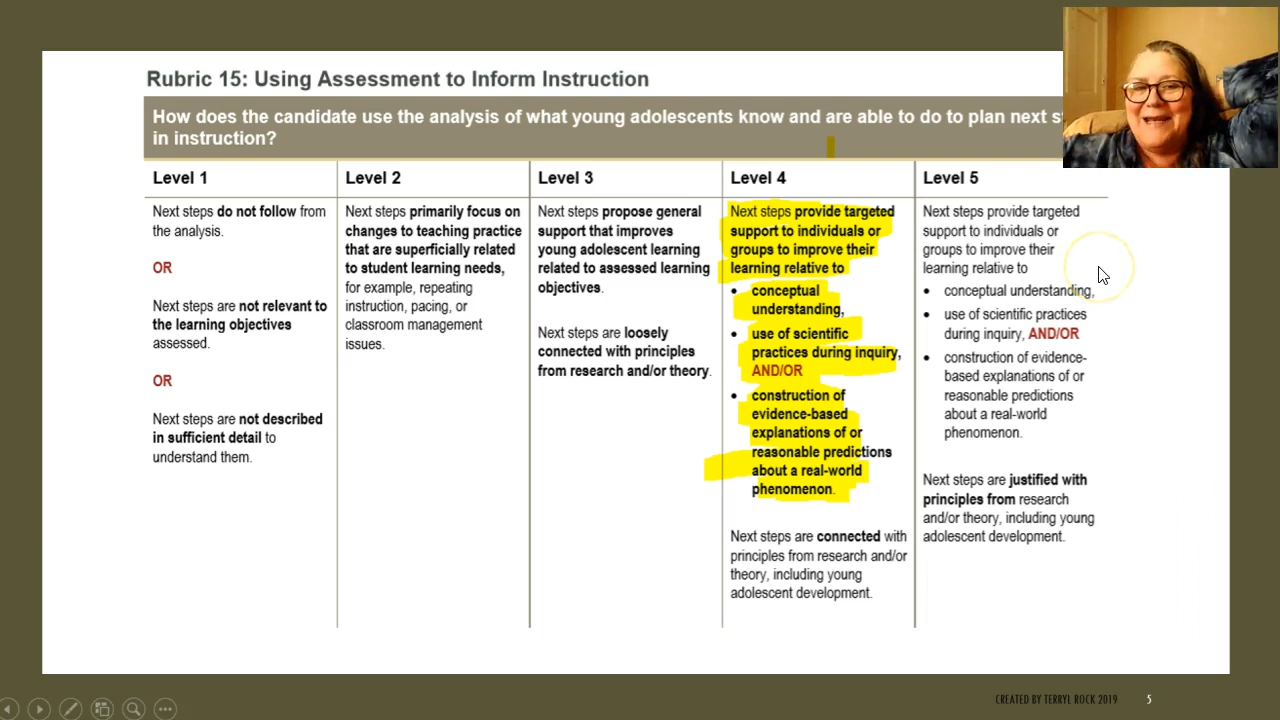 Rubric 15: Using Assessment to Inform Instruction
How does the candidate use the analysis of what young adolescents know and are able to do to plan next
in instruction?
Level 1
Next steps do not follow from
the analysis.
OR
Next steps are not relevant to
the learning objectives
assessed.
OR
Next steps are not described
in sufficient detail to
understand them.
Level 2
Next steps primarily focus on
changes to teaching practice
that are superficially related
to student learning needs,
for example, repeating
instruction, pacing, or
classroom management
issues.
Level 3
Next steps propose general
support that improves
young adolescent learning
related to assessed learning
objectives.
Next steps are loosely
connected with principles
from research and/or theory.
Level 4
Next steps provide targeted
support to individuals or
groups to improve their
learning relative to
• conceptual
understanding,
• use of scientific
practices during inquiry,
AND/OR
• construction of
evidence-based
explanations of or
reasonable predictions
about a real-world
phenomenon.
Next steps are connected with
principles from research and/or
theory, including young
adolescent development.
Level 5
Next steps provide targeted
support to individuals or
groups to improve their
learning relative to
• conceptual understanding,
• use of scientific practices
during inquiry, AND/OR
• construction of evidence-
based explanations of or
reasonable predictions
about a real-world
phenomenon.
Next steps are justified with
principles from research
and/or theory, including young
adolescent development.
CREATED BY TERRYL ROCK 2019
5